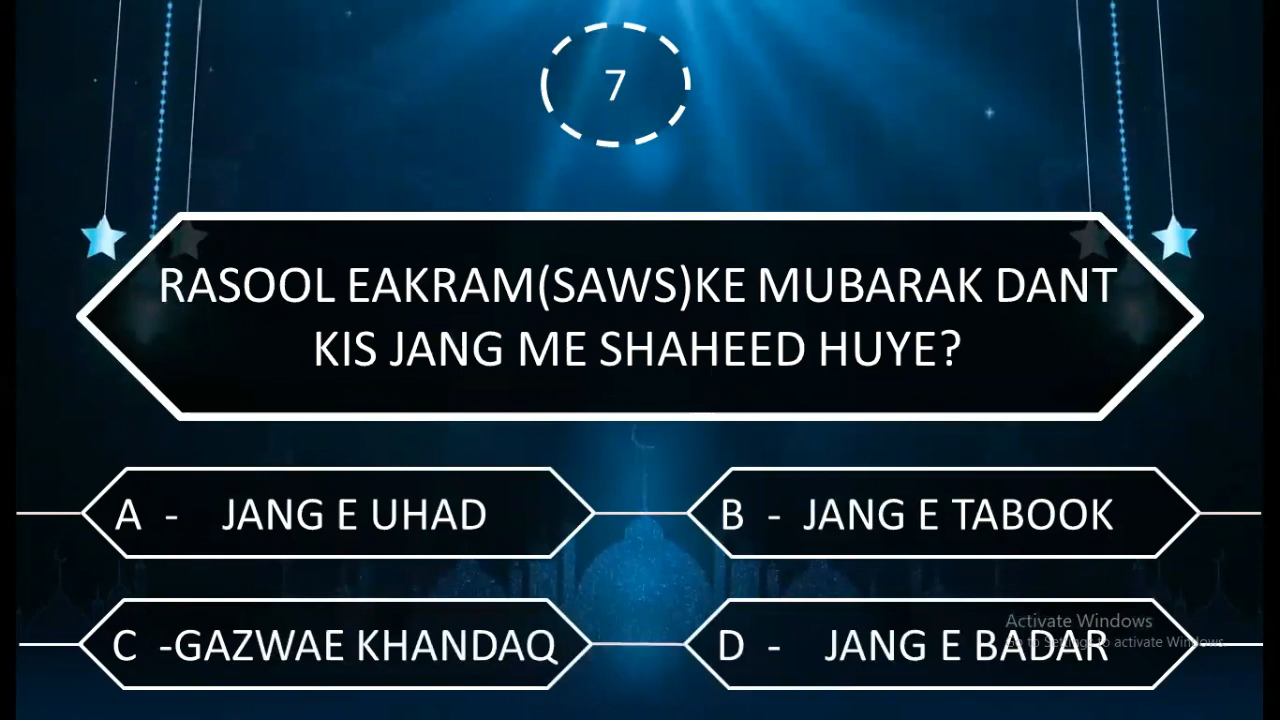 7
RASOOL EAKRAM(SAWS)KE MUBARAK DANT
KIS JANG ME SHAHEED HUYE?
A - JANG E UHAD
B - JANG E TABOOK
C -GAZWAE KHANDAQ
D - JANG E BADAR
Activate Windows
Go to Settings to activate Windows.